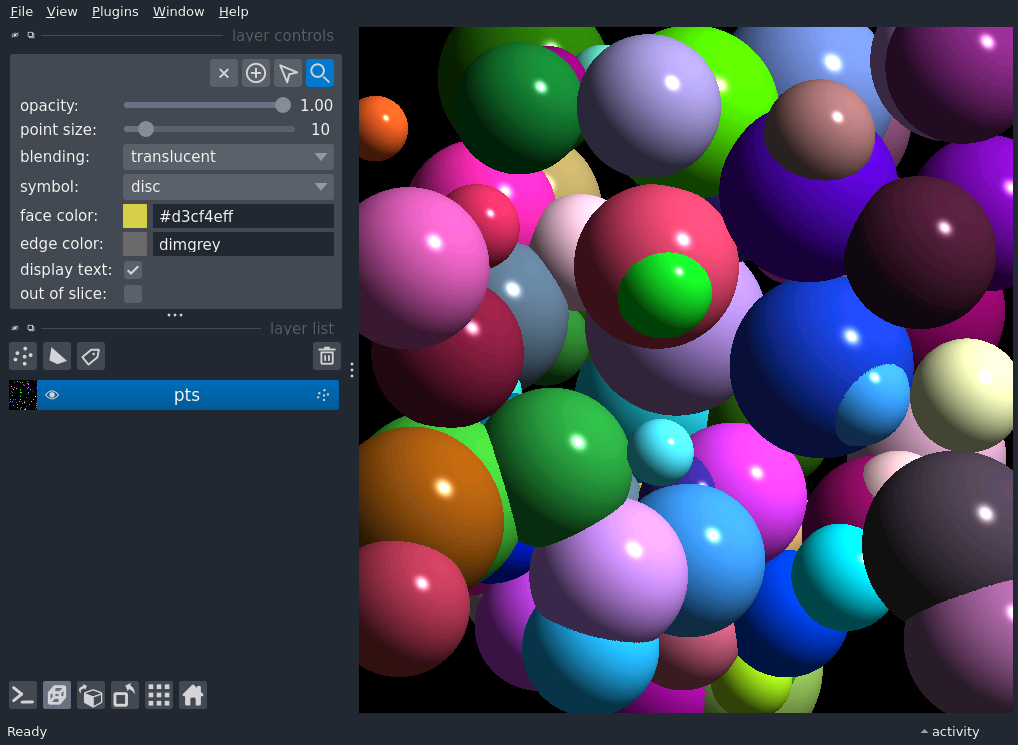 File View Plugins Window Help
layer controls
opacity: 1.00
point size: 10
blending: translucent
symbol: disc
face color: #d3cf4eff
edge color: dimgrey
display text:
out of slice:
layer list
pts
Ready
activity